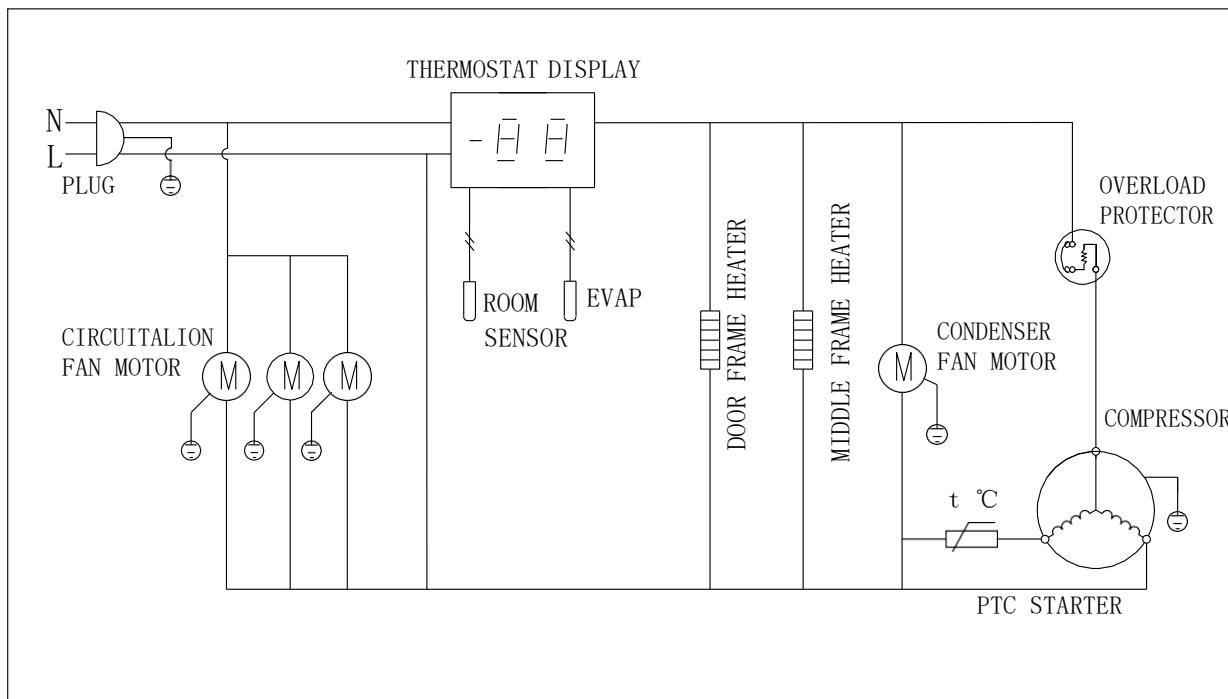 THERMOSTAT DISPLAY
N
L
PLUG
-88
OVERLOAD
PROTECTOR
ROOM
SENSOR
EVAP
DOOR FRAME HEATER
MIDDLE FRAME HEATER
CIRCUITALION
FAN MOTOR
M
M
M
M
CONDENSER
FAN MOTOR
COMPRESSOR
t °C
PTC STARTER